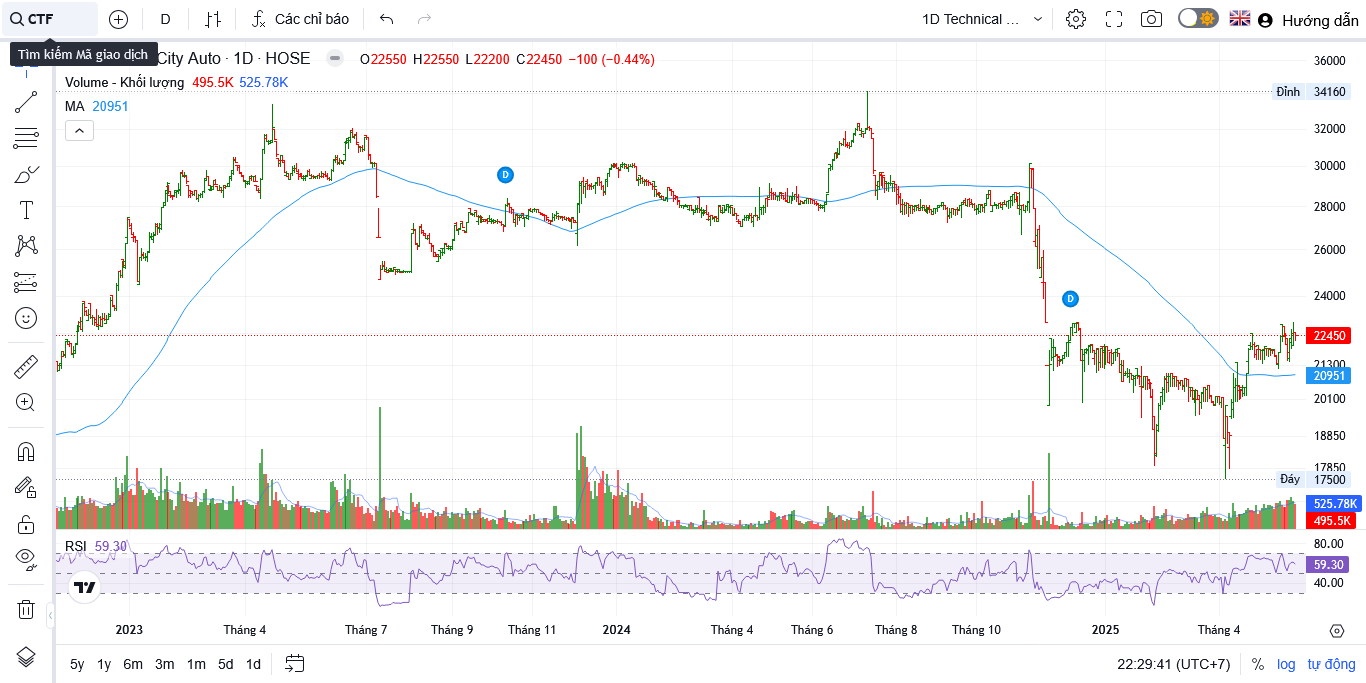 CTF
D
Các chỉ báo
1D Technical ...
Hướng dẫn
Tìm kiếm Mã giao dịch
City Auto · 1D · HOSE
O22550 H22550 L22200 C22450 −100 (−0.44%)
Volume - Khối lượng 495.5K 525.78K
MA 20951
36000
Đỉnh 34160
32000
30000
28000
26000
24000
22450
21300
20951
20100
18850
17850
Đáy 17500
525.78K
495.5K
D
D
RSI 59.30
80.00
59.30
40.00
2023 Tháng 4 Tháng 7 Tháng 9 Tháng 11 2024 Tháng 4 Tháng 6 Tháng 8 Tháng 10 2025 Tháng 4
5y 1y 6m 3m 1m 5d 1d
22:29:41 (UTC+7) % log tự động